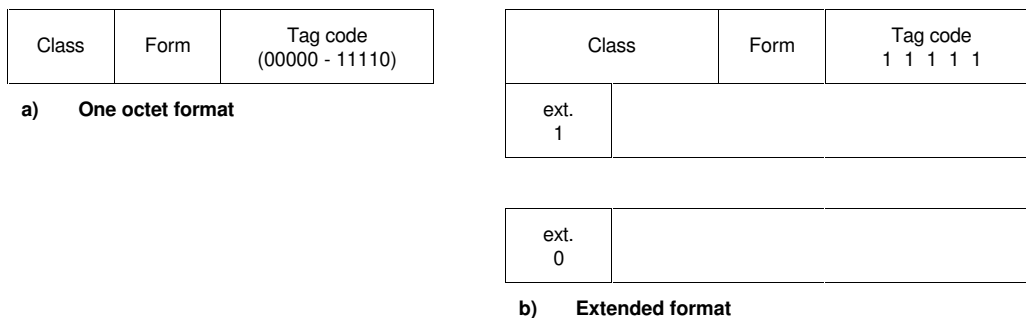 Class Form Tag code
(00000 - 11110)
a) One octet format
Class Form Tag code
1 1 1 1 1
ext.
1
ext.
0
b) Extended format